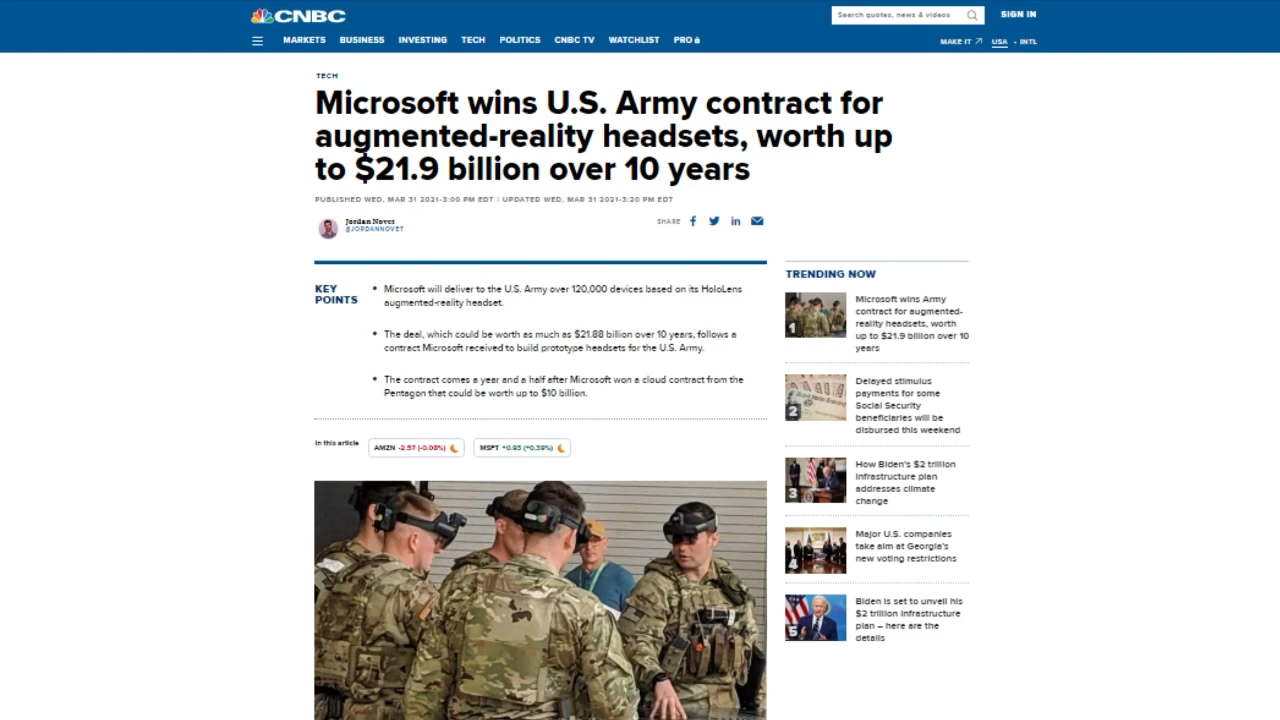 CNBC
Search quotes, news & videos
SIGN IN
MARKETS BUSINESS INVESTING TECH POLITICS CNBC TV WATCHLIST PRO
MAKE IT USA • INTL
TECH
Microsoft wins U.S. Army contract for
augmented-reality headsets, worth up
to $21.9 billion over 10 years
PUBLISHED WED, MAR 31 2021-3:00 PM EDT | UPDATED WED, MAR 31 2021-3:20 PM EDT
Jordan Novet
@JORDANNOVET
SHARE
KEY
POINTS
• Microsoft will deliver to the U.S. Army over 120,000 devices based on its HoloLens
augmented-reality headset.
• The deal, which could be worth as much as $21.88 billion over 10 years, follows a
contract Microsoft received to build prototype headsets for the U.S. Army.
• The contract comes a year and a half after Microsoft won a cloud contract from the
Pentagon that could be worth up to $10 billion.
In this article
AMZN -2.57 (-0.08%)
MSFT +0.93 (+0.39%)
TRENDING NOW
1
Microsoft wins Army
contract for augmented-
reality headsets, worth
up to $21.9 billion over 10
years
2
Delayed stimulus
payments for some
Social Security
beneficiaries will be
disbursed this weekend
3
How Biden's $2 trillion
infrastructure plan
addresses climate
change
4
Major U.S. companies
take aim at Georgia's
new voting restrictions
5
Biden is set to unveil his
$2 trillion infrastructure
plan – here are the
details